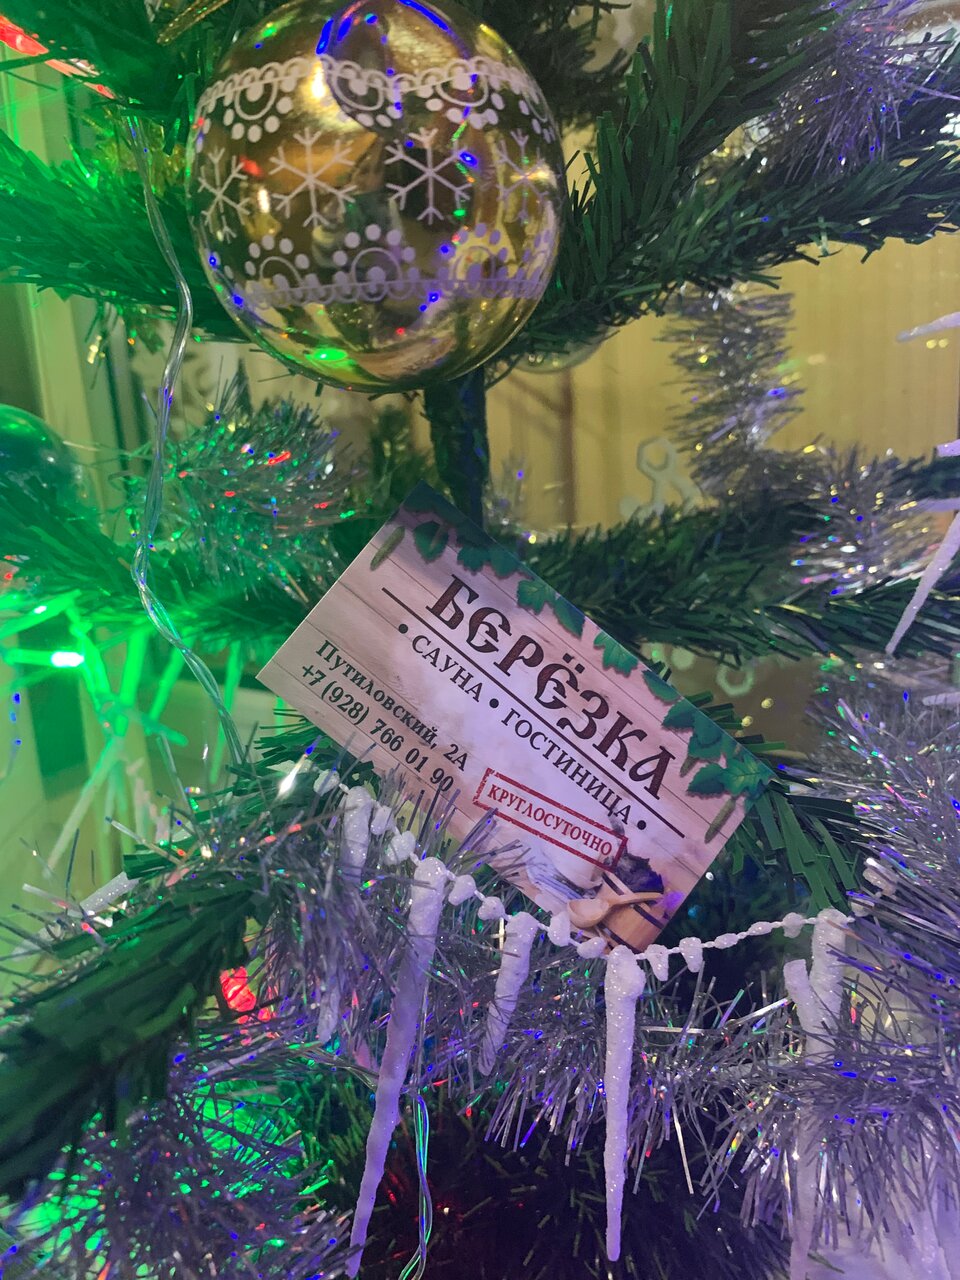 БЕРЁЗКА
• САУНА • ГОСТИНИЦА •
Путиловский, 2А
+7 (928) 766 01 90
КРУГЛОСУТОЧНО